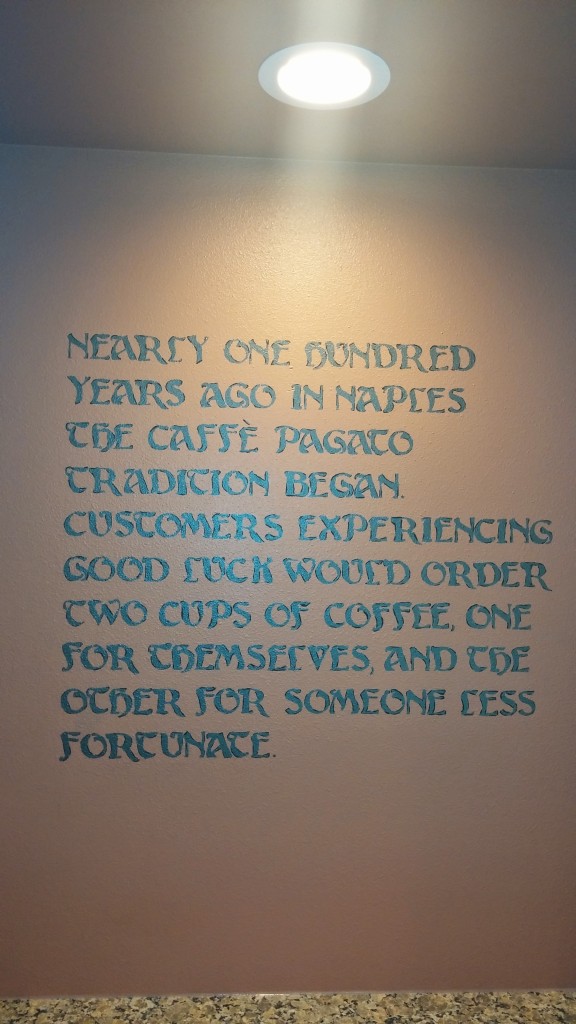 NEARLY ONE HUNDRED
YEARS AGO IN NAPLES
THE CAFFÈ PAGATO
TRADITION BEGAN.
CUSTOMERS EXPERIENCING
GOOD LUCK WOULD ORDER
TWO CUPS OF COFFEE, ONE
FOR THEMSELVES, AND THE
OTHER FOR SOMEONE LESS
FORTUNATE.